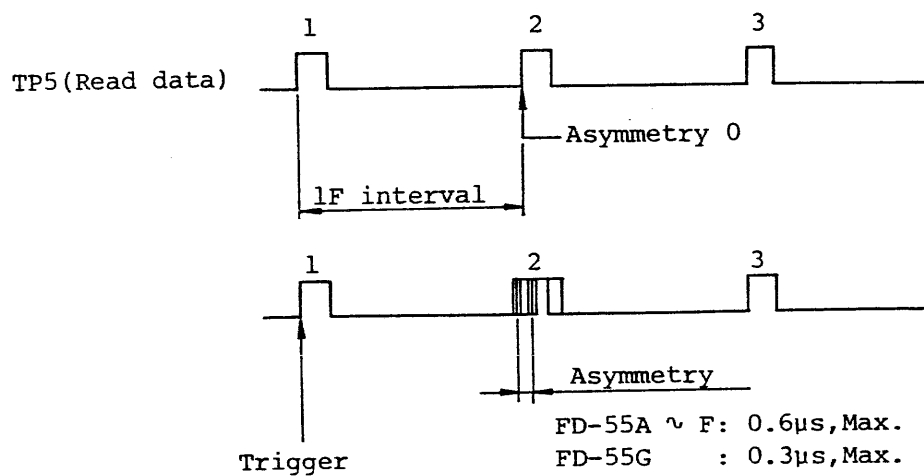 1 2 3
TP5(Read data)
Asymmetry 0
1F interval
1 2 3
Asymmetry
FD-55A ~ F: 0.6μs,Max.
FD-55G : 0.3μs,Max.
Trigger